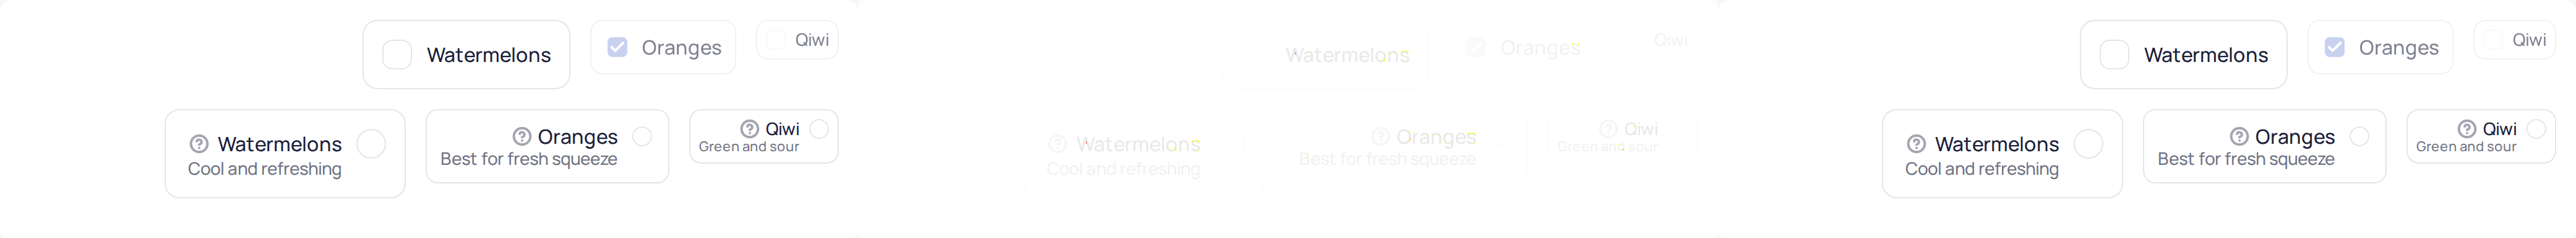 Watermelons Oranges Qiwi
Watermelons Oranges Qiwi
Cool and refreshing Best for fresh squeeze Green and sour
Watermelons Oranges Qiwi
Watermelons Oranges Qiwi
Cool and refreshing Best for fresh squeeze Green and sour
Watermelons Oranges Qiwi
Watermelons Oranges Qiwi
Cool and refreshing Best for fresh squeeze Green and sour